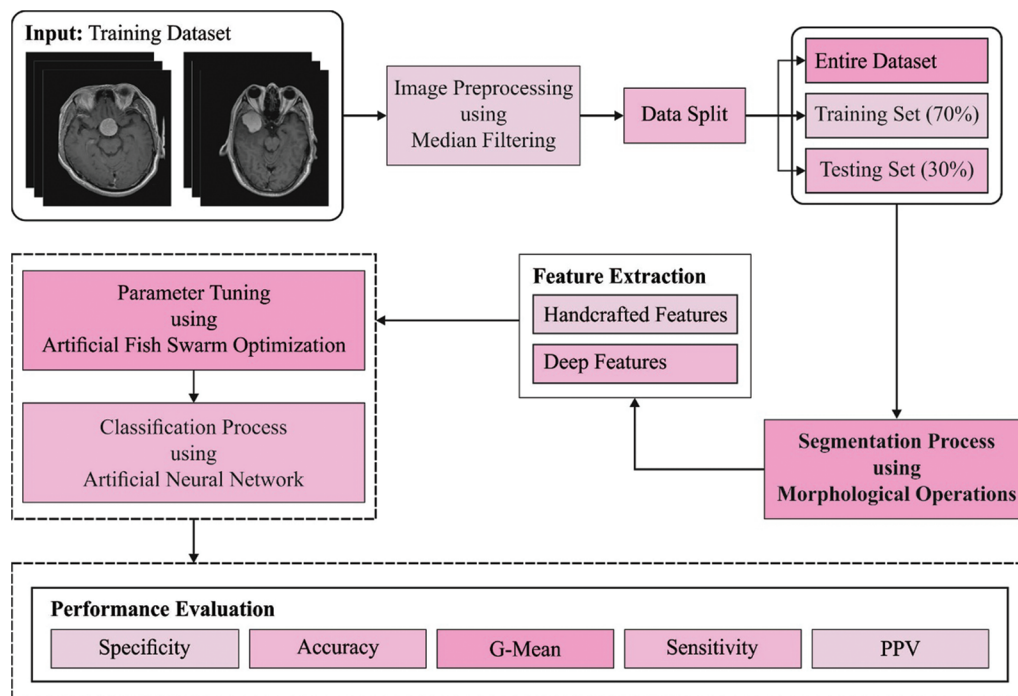 Input: Training Dataset
Image Preprocessing
using
Median Filtering
Data Split
Entire Dataset
Training Set (70%)
Testing Set (30%)
Segmentation Process
using
Morphological Operations
Feature Extraction
Handcrafted Features
Deep Features
Parameter Tuning
using
Artificial Fish Swarm Optimization
Classification Process
using
Artificial Neural Network
Performance Evaluation
Specificity
Accuracy
G-Mean
Sensitivity
PPV